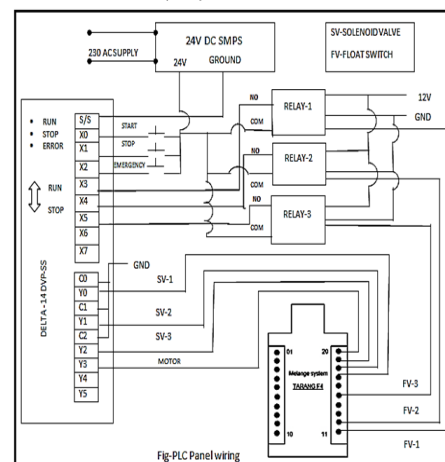 230 AC SUPPLY
24V DC SMPS
24V
GROUND
SV-SOLENOID VALVE
FV-FLOAT SWITCH
RUN
STOP
ERROR
RUN
STOP
DELTA -14 DVP-SS
S/S
X0
X1
X2
X3
X4
X5
X6
X7
C0
Y0
C1
Y1
C2
Y2
Y3
Y4
Y5
START
STOP
EMERGENCY
NO
COM
RELAY-1
NO
COM
RELAY-2
NO
COM
RELAY-3
12V
GND
GND
SV-1
SV-2
SV-3
MOTOR
01
20
Melange system
TARANG F4
10
11
FV-3
FV-2
FV-1
Fig-PLC Panel wiring